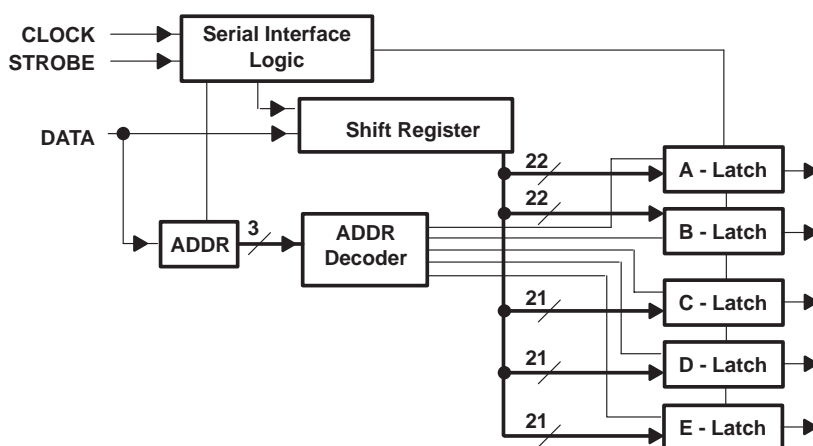 CLOCK
STROBE
Serial Interface
Logic
DATA
Shift Register
22
A - Latch
22
B - Latch
ADDR
3
ADDR
Decoder
21
C - Latch
21
D - Latch
21
E - Latch